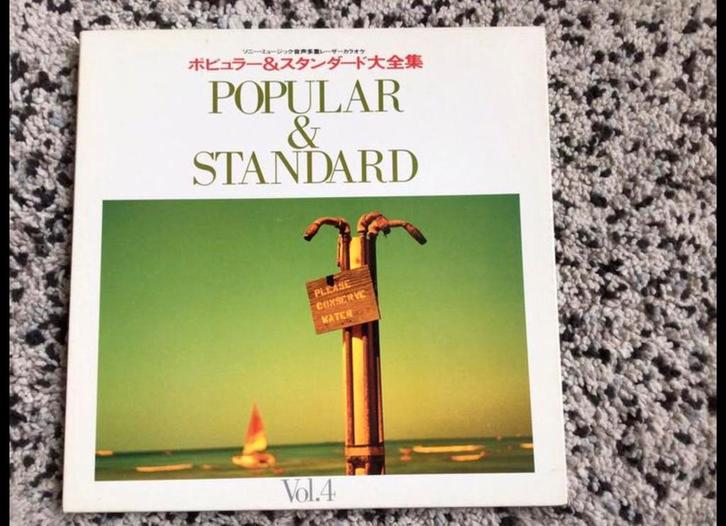 ソニー・ミュージック音声多重レーザーカラオケ
ポピュラー&スタンダード大全集
POPULAR
&
STANDARD
PLEASE
CONSERVE
WATER
Vol.4